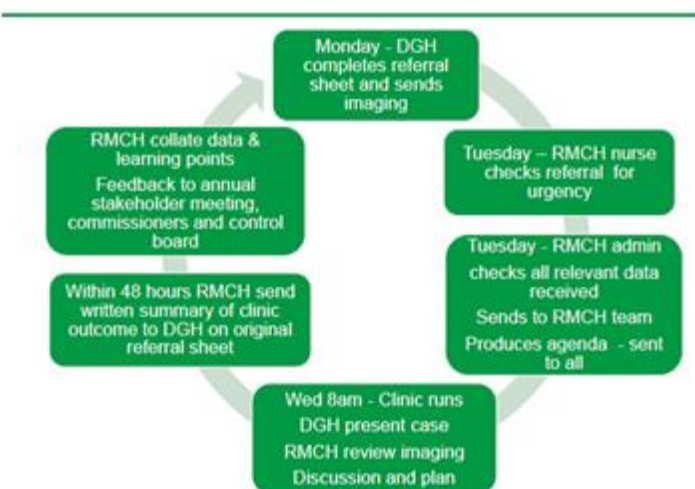 Monday - DGH
completes referral
sheet and sends
imaging
Tuesday – RMCH nurse
checks referral for
urgency
Tuesday - RMCH admin
checks all relevant data
received
Sends to RMCH team
Produces agenda - sent
to all
Wed 8am - Clinic runs
DGH present case
RMCH review imaging
Discussion and plan
Within 48 hours RMCH send
written summary of clinic
outcome to DGH on original
referral sheet
RMCH collate data &
learning points
Feedback to annual
stakeholder meeting,
commissioners and control
board